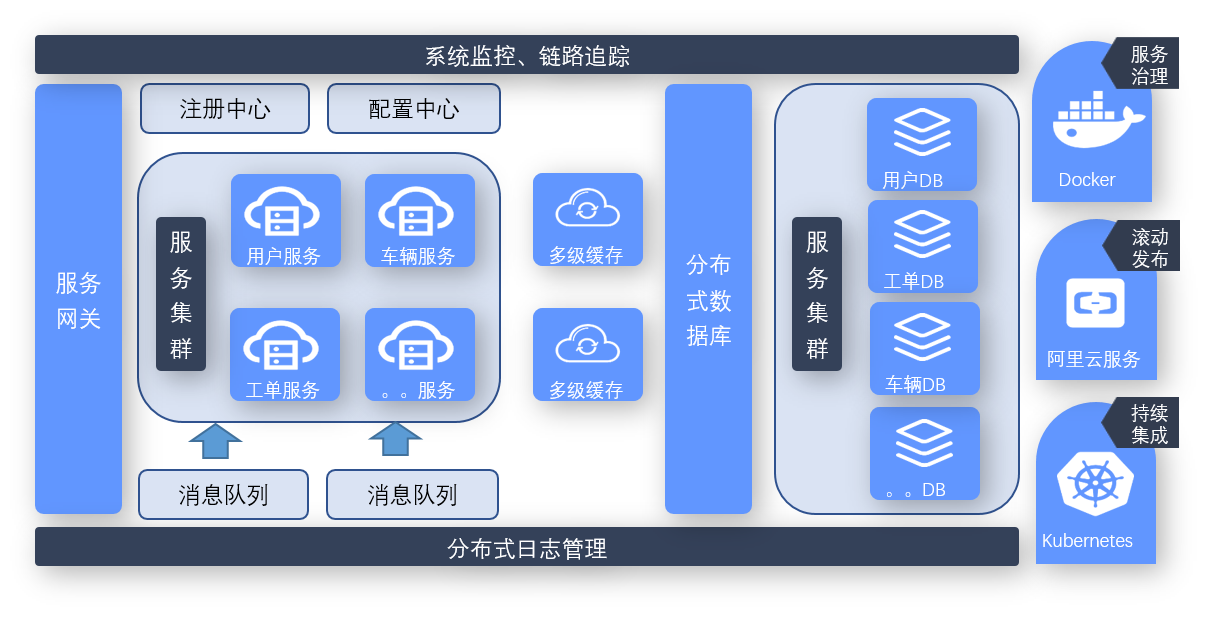 系统监控、链路追踪
服务
网关
注册中心
配置中心
服
务
集
群
用户服务
车辆服务
工单服务
。。服务
消息队列
消息队列
多级缓存
多级缓存
分布
式数
据库
服
务
集
群
用户DB
工单DB
车辆DB
。。DB
分布式日志管理
服务
治理
Docker
滚动
发布
阿里云服务
持续
集成
Kubernetes